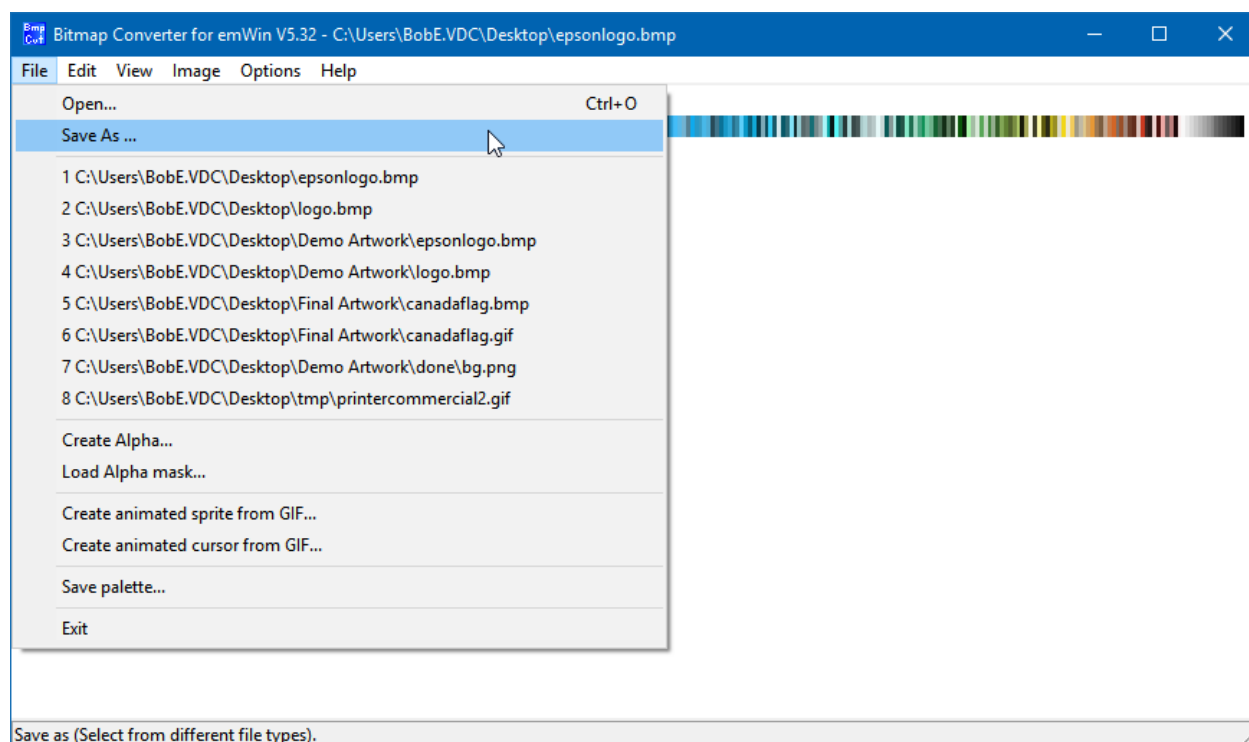 Bmp
Cvt
Bitmap Converter for emWin V5.32 - C:\Users\BobE.VDC\Desktop\epsonlogo.bmp
File Edit View Image Options Help
Open... Ctrl+O
Save As ...
1 C:\Users\BobE.VDC\Desktop\epsonlogo.bmp
2 C:\Users\BobE.VDC\Desktop\logo.bmp
3 C:\Users\BobE.VDC\Desktop\Demo Artwork\epsonlogo.bmp
4 C:\Users\BobE.VDC\Desktop\Demo Artwork\logo.bmp
5 C:\Users\BobE.VDC\Desktop\Final Artwork\canadaflag.bmp
6 C:\Users\BobE.VDC\Desktop\Final Artwork\canadaflag.gif
7 C:\Users\BobE.VDC\Desktop\Demo Artwork\done\bg.png
8 C:\Users\BobE.VDC\Desktop\tmp\printercommercial2.gif
Create Alpha...
Load Alpha mask...
Create animated sprite from GIF...
Create animated cursor from GIF...
Save palette...
Exit
Save as (Select from different file types).